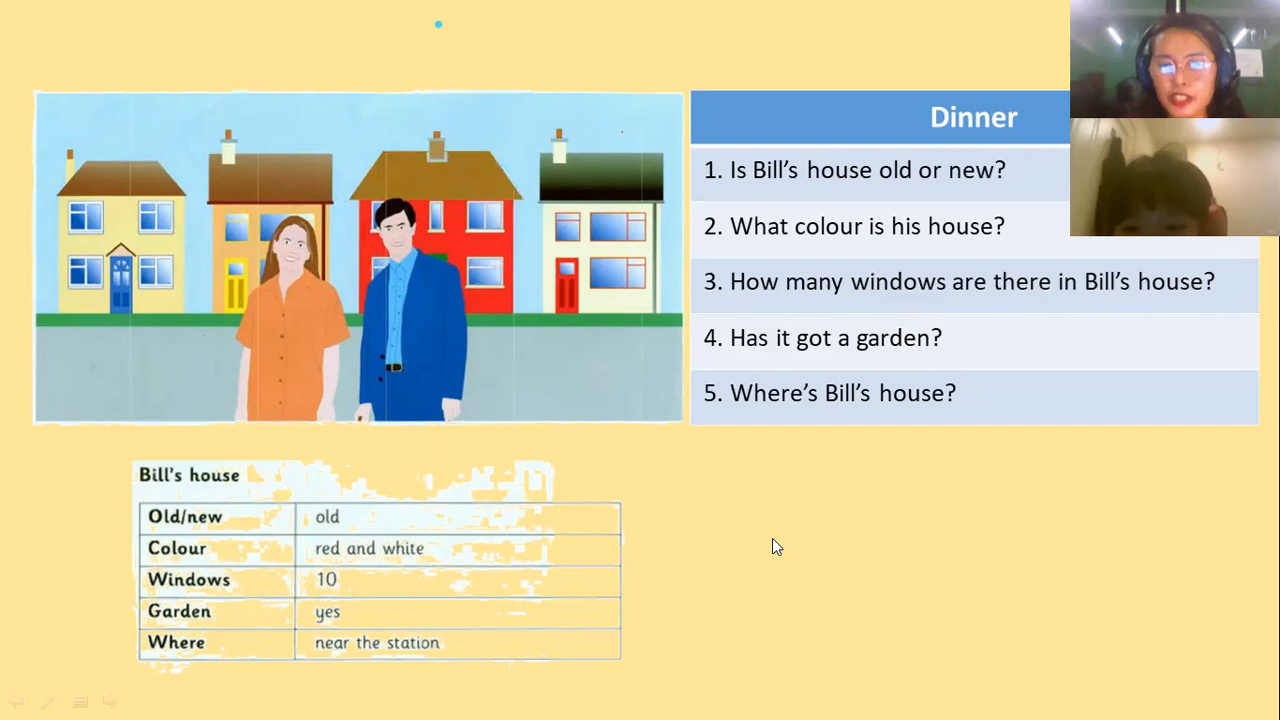 Dinner
1. Is Bill's house old or new?
2. What colour is his house?
3. How many windows are there in Bill's house?
4. Has it got a garden?
5. Where's Bill's house?
Bill's house
Old/new old
Colour red and white
Windows 10
Garden yes
Where near the station